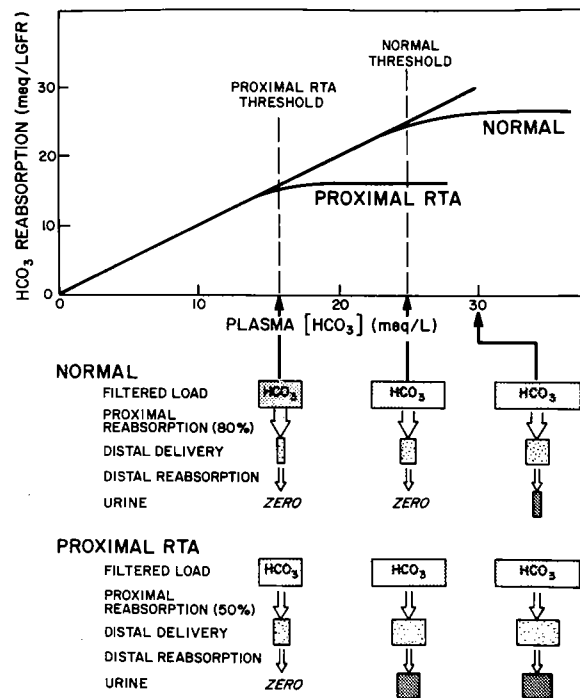 HCO3 REABSORPTION (meq/LGFR)
30
20
10
0
PROXIMAL RTA
THRESHOLD
NORMAL
THRESHOLD
NORMAL
PROXIMAL RTA
0
10
20
30
PLASMA [HCO3] (meq/L)
NORMAL
FILTERED LOAD HCO3 HCO3 HCO3
PROXIMAL
REABSORPTION (80%)
DISTAL DELIVERY
DISTAL REABSORPTION
URINE ZERO ZERO
PROXIMAL RTA
FILTERED LOAD HCO3 HCO3 HCO3
PROXIMAL
REABSORPTION (50%)
DISTAL DELIVERY
DISTAL REABSORPTION
URINE ZERO